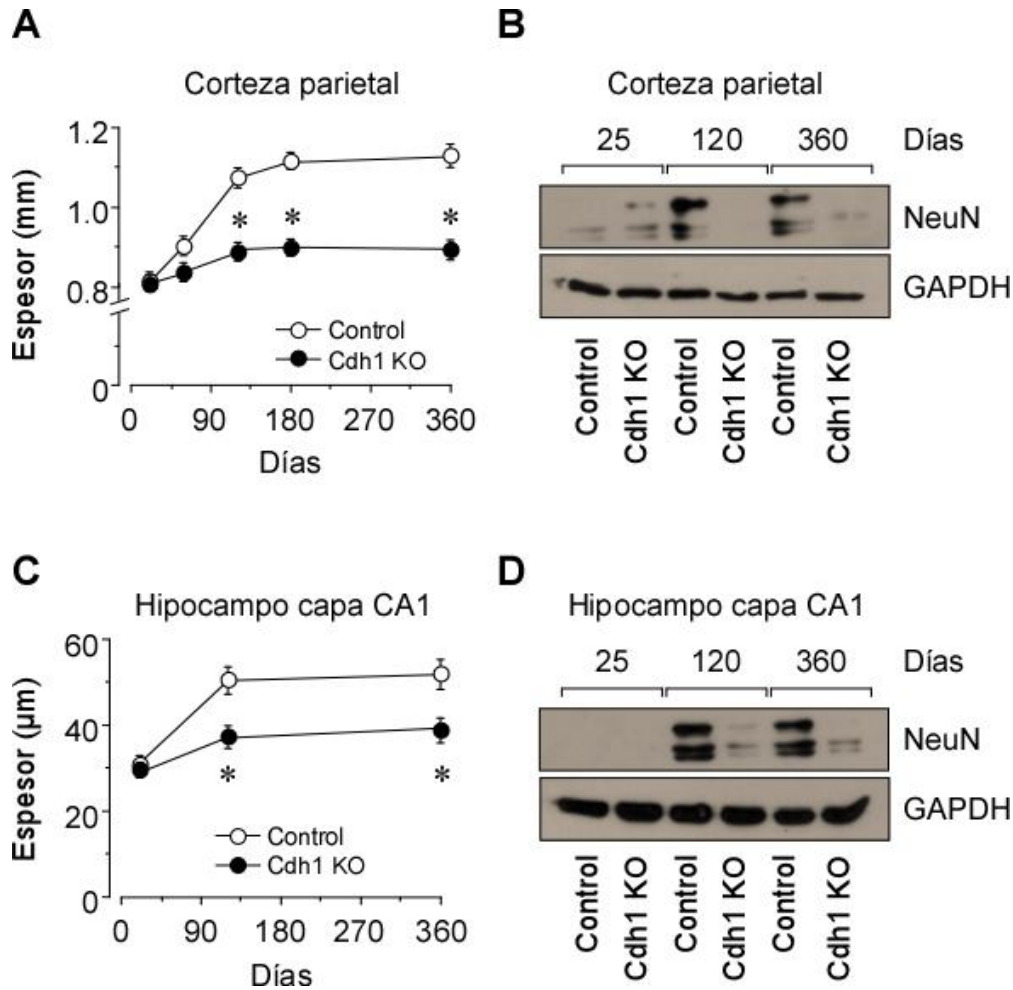 A
Corteza parietal
Espesor (mm)
1.2
1.0
0.8
0
* * *
Control
Cdh1 KO
0 90 180 270 360
Días
B
Corteza parietal
25 120 360 Días
NeuN
GAPDH
Control
Cdh1 KO
Control
Cdh1 KO
Control
Cdh1 KO
C
Hipocampo capa CA1
Espesor (µm)
60
40
20
0
* *
Control
Cdh1 KO
0 90 180 270 360
Días
D
Hipocampo capa CA1
25 120 360 Días
NeuN
GAPDH
Control
Cdh1 KO
Control
Cdh1 KO
Control
Cdh1 KO